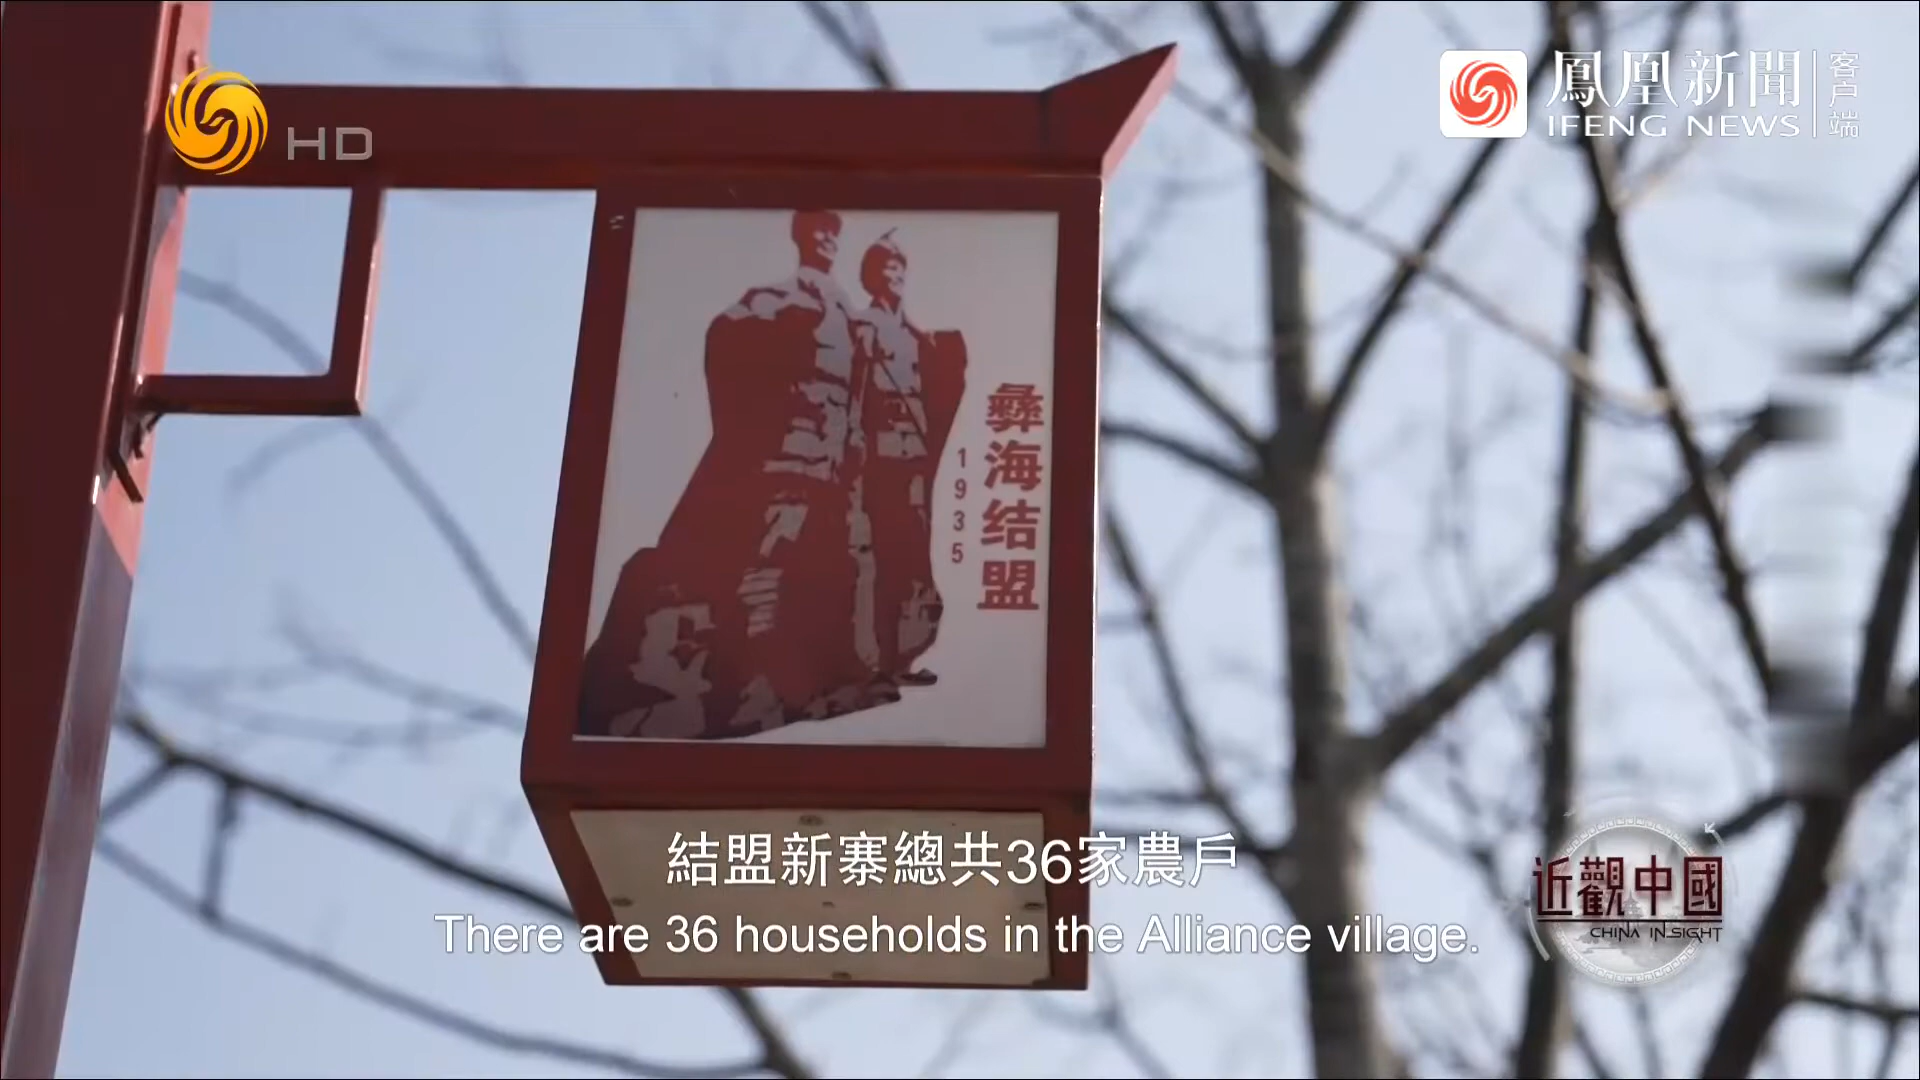 HD
鳳凰新聞
IFENG NEWS
客户端
彝海结盟
1935
結盟新寨總共36家農戶
There are 36 households in the Alliance village.
近觀中國
CHINA INSIGHT